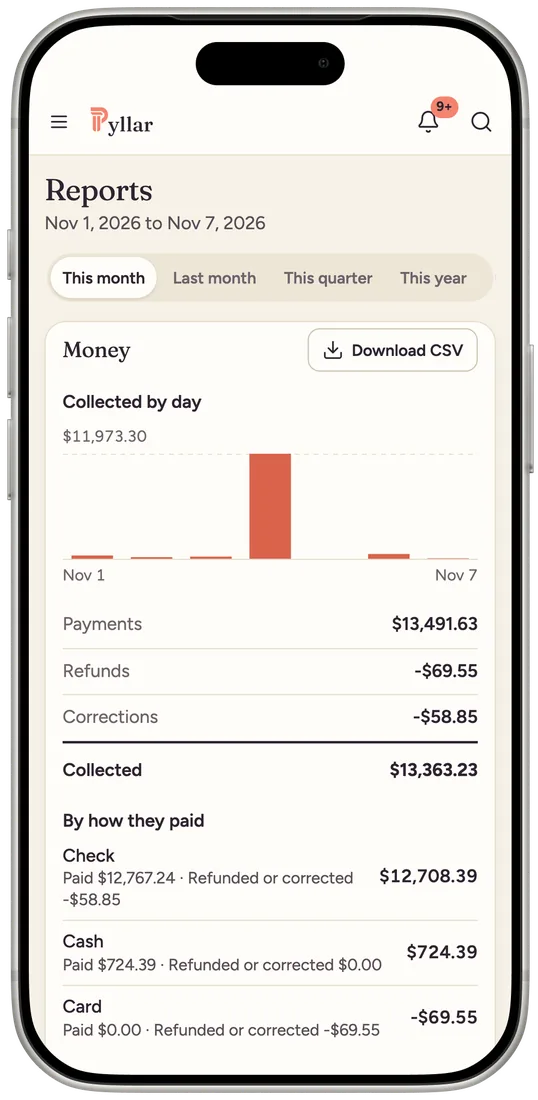 Pyllar
9+
Reports
Nov 1, 2026 to Nov 7, 2026
This month Last month This quarter This year
Money
Download CSV
Collected by day
$11,973.30
Nov 1 Nov 7
Payments $13,491.63
Refunds -$69.55
Corrections -$58.85
Collected $13,363.23
By how they paid
Check
Paid $12,767.24 · Refunded or corrected
-$58.85
$12,708.39
Cash
Paid $724.39 · Refunded or corrected $0.00
$724.39
Card
Paid $0.00 · Refunded or corrected -$69.55
-$69.55